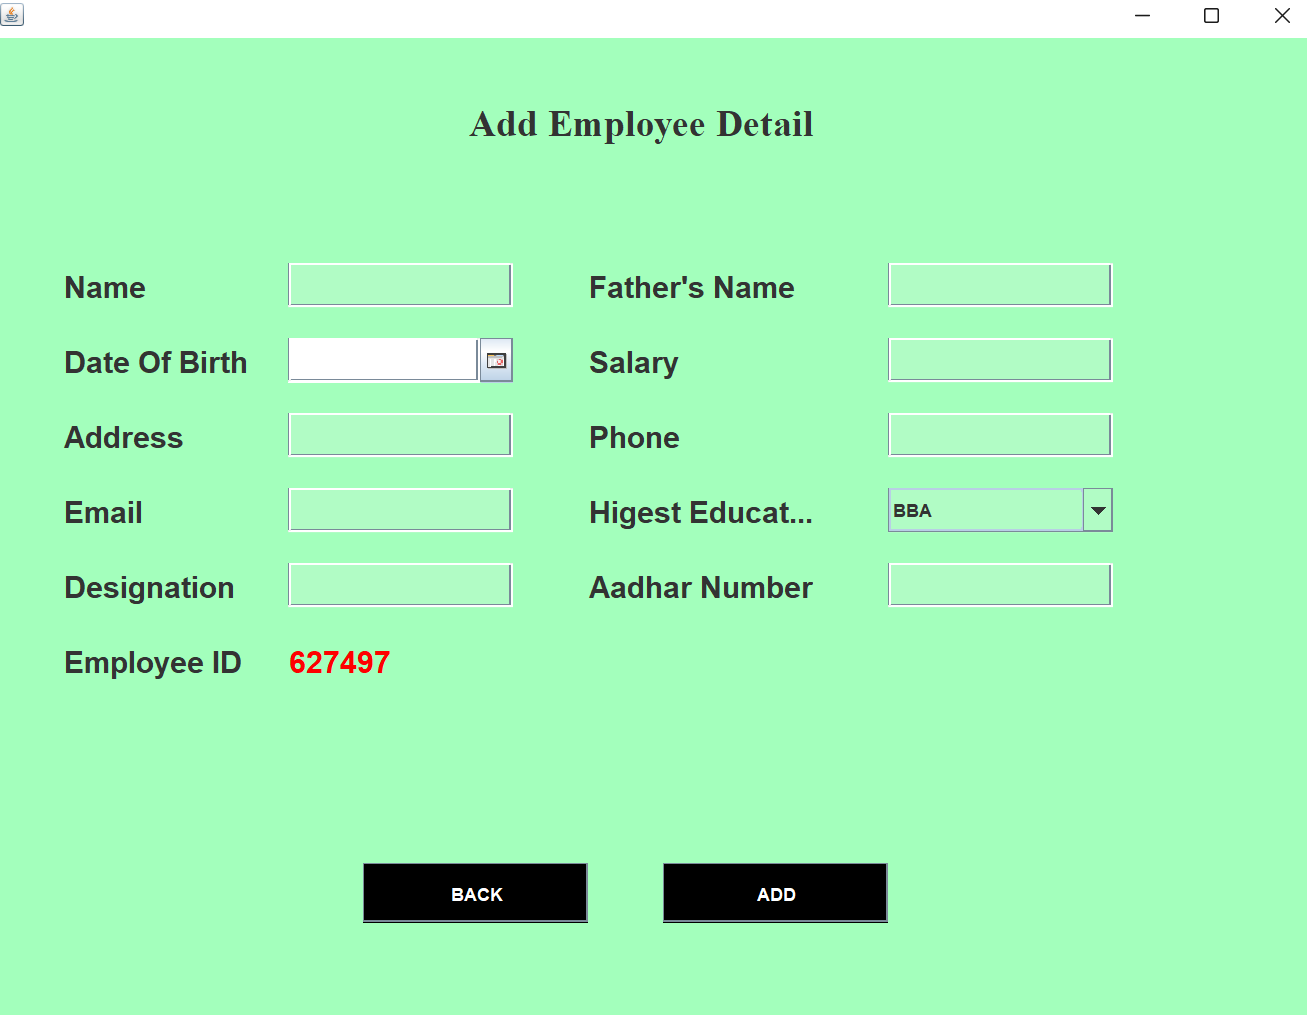 Add Employee Detail
Name
Father's Name
Date Of Birth
Salary
Address
Phone
Email
Higest Educat...
BBA
Designation
Aadhar Number
Employee ID
627497
BACK
ADD